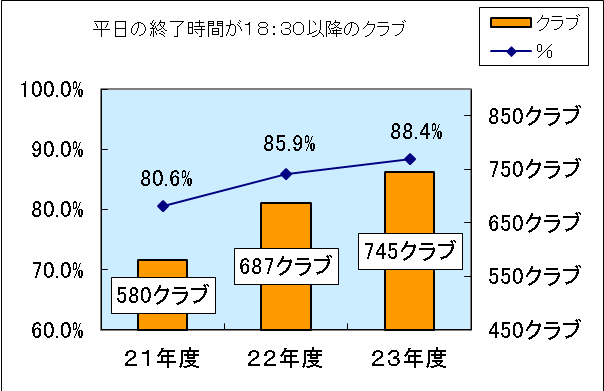 平日の終了時間が18:30以降のクラブ
クラブ
%
100.0%
90.0%
80.0%
70.0%
60.0%
850クラブ
750クラブ
650クラブ
550クラブ
450クラブ
80.6%
85.9%
88.4%
580クラブ
687クラブ
745クラブ
21年度
22年度
23年度